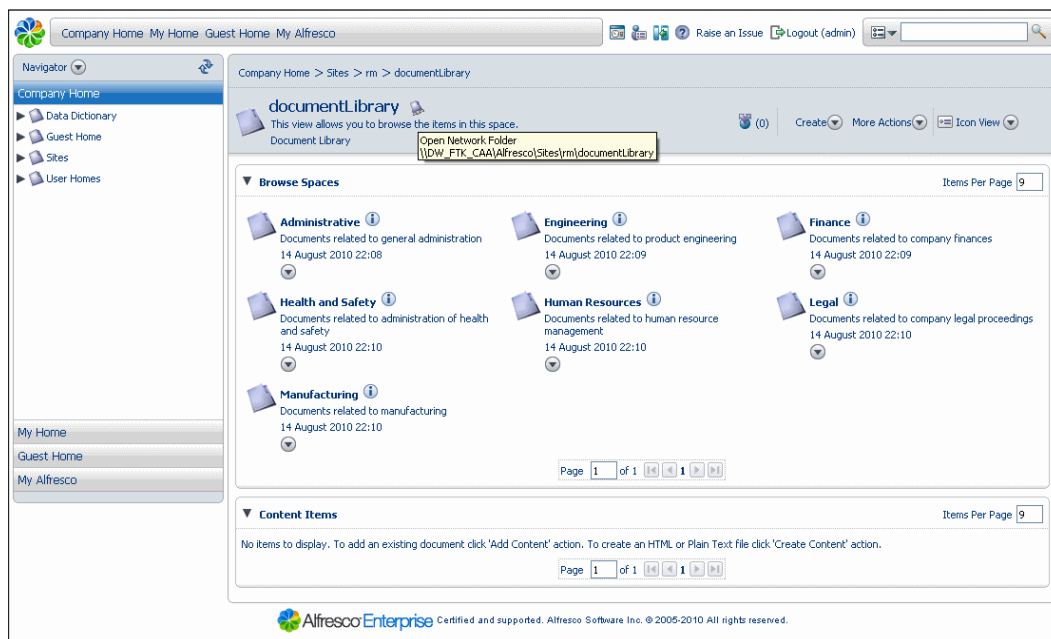 Company Home My Home Guest Home My Alfresco
Raise an Issue Logout (admin)
Navigator
Company Home
Data Dictionary
Guest Home
Sites
User Homes
My Home
Guest Home
My Alfresco
Company Home > Sites > rm > documentLibrary
documentLibrary
This view allows you to browse the items in this space.
Document Library
Open Network Folder
\\DW_FTK_CAA\Alfresco\Sites\rm\documentLibrary
(0) Create More Actions Icon View
Browse Spaces
Items Per Page 9
Administrative
Documents related to general administration
14 August 2010 22:08
Engineering
Documents related to product engineering
14 August 2010 22:09
Finance
Documents related to company finances
14 August 2010 22:09
Health and Safety
Documents related to administration of health
and safety
14 August 2010 22:10
Human Resources
Documents related to human resource
management
14 August 2010 22:10
Legal
Documents related to company legal proceedings
14 August 2010 22:10
Manufacturing
Documents related to manufacturing
14 August 2010 22:10
Page 1 of 1 1
Content Items
Items Per Page 9
No items to display. To add an existing document click 'Add Content' action. To create an HTML or Plain Text file click 'Create Content' action.
Page 1 of 1 1
Alfresco Enterprise Certified and supported. Alfresco Software Inc. © 2005-2010 All rights reserved.